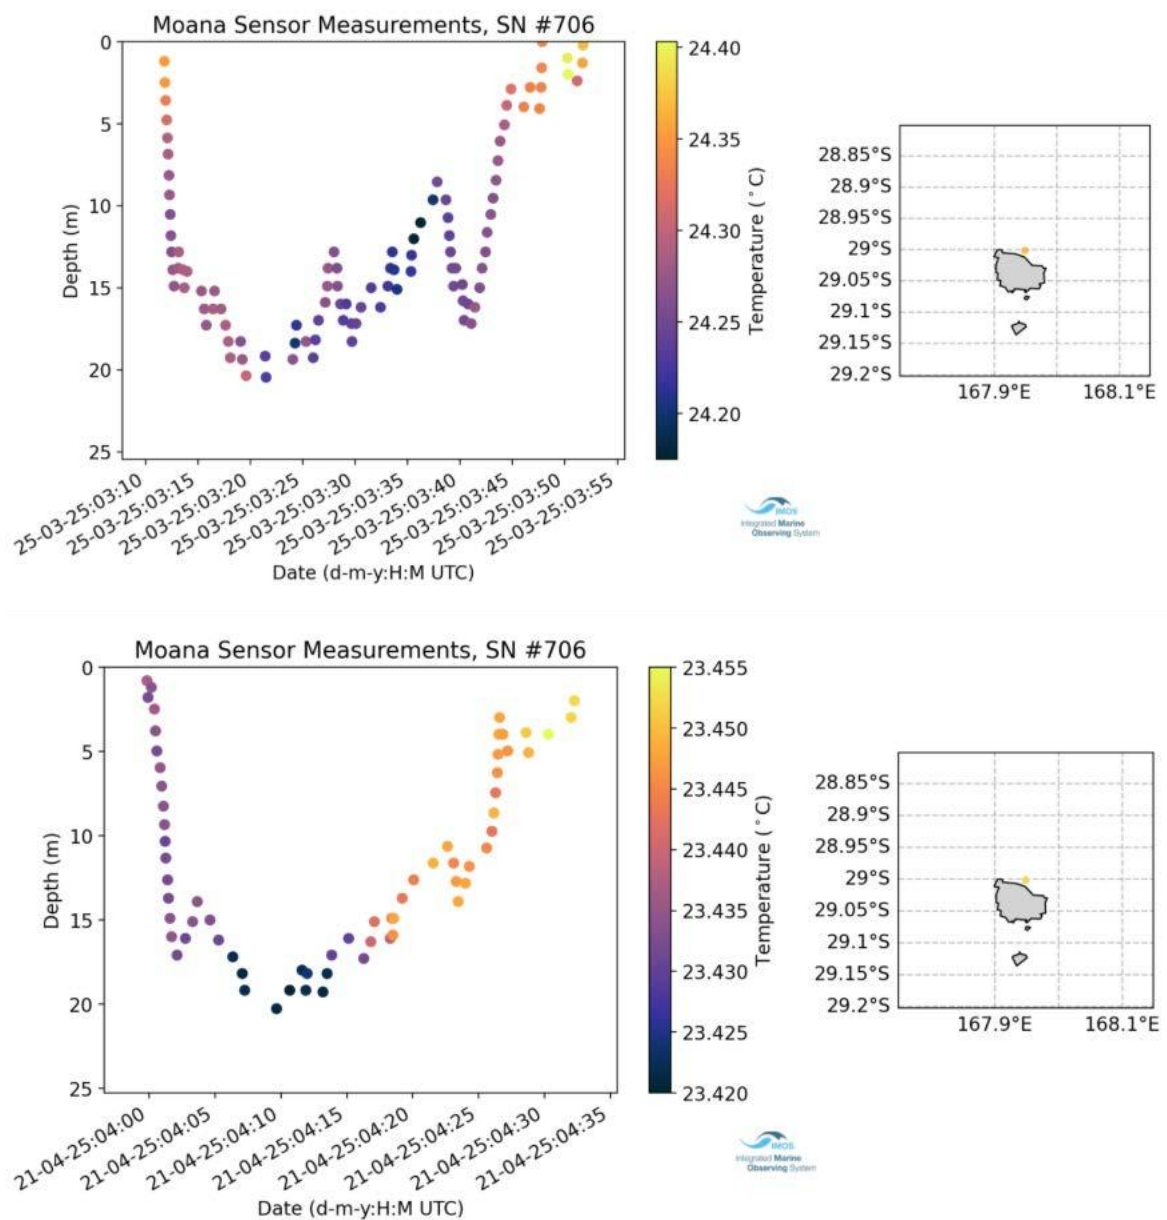 Moana Sensor Measurements, SN #706
0
5
10
15
20
25
Depth (m)
25-03-25:03:10
25-03-25:03:15
25-03-25:03:20
25-03-25:03:25
25-03-25:03:30
25-03-25:03:35
25-03-25:03:40
25-03-25:03:45
25-03-25:03:50
25-03-25:03:55
Date (d-m-y:H:M UTC)
24.40
24.35
24.30
24.25
24.20
Temperature (°C)
28.85°S
28.9°S
28.95°S
29°S
29.05°S
29.1°S
29.15°S
29.2°S
167.9°E 168.1°E
IMOS
Integrated Marine
Observing System
Moana Sensor Measurements, SN #706
0
5
10
15
20
25
Depth (m)
21-04-25:04:00
21-04-25:04:05
21-04-25:04:10
21-04-25:04:15
21-04-25:04:20
21-04-25:04:25
21-04-25:04:30
21-04-25:04:35
Date (d-m-y:H:M UTC)
23.455
23.450
23.445
23.440
23.435
23.430
23.425
23.420
Temperature (°C)
28.85°S
28.9°S
28.95°S
29°S
29.05°S
29.1°S
29.15°S
29.2°S
167.9°E 168.1°E
IMOS
Integrated Marine
Observing System